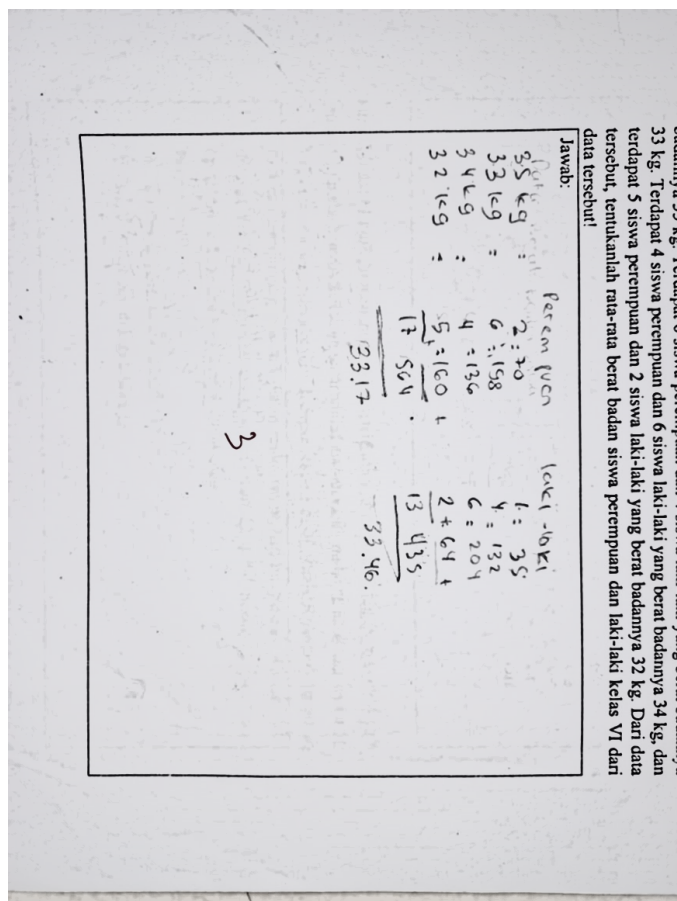 33 kg. Terdapat 4 siswa perempuan dan 6 siswa laki-laki yang berat badannya 34 kg, dan
terdapat 5 siswa perempuan dan 2 siswa laki-laki yang berat badannya 32 kg. Dari data
tersebut, tentukanlah rata-rata berat badan siswa perempuan dan laki-laki kelas VI dari
data tersebut!
Jawab:
Perempuan laki-laki
35 kg = 2 = 70 1 = 35
33 kg = 6 = 198 4 = 132
34 kg = 4 = 136 6 = 204
32 kg = 5 = 160 + 2 + 64 +
17 564 13 435
33.17 33.46
3